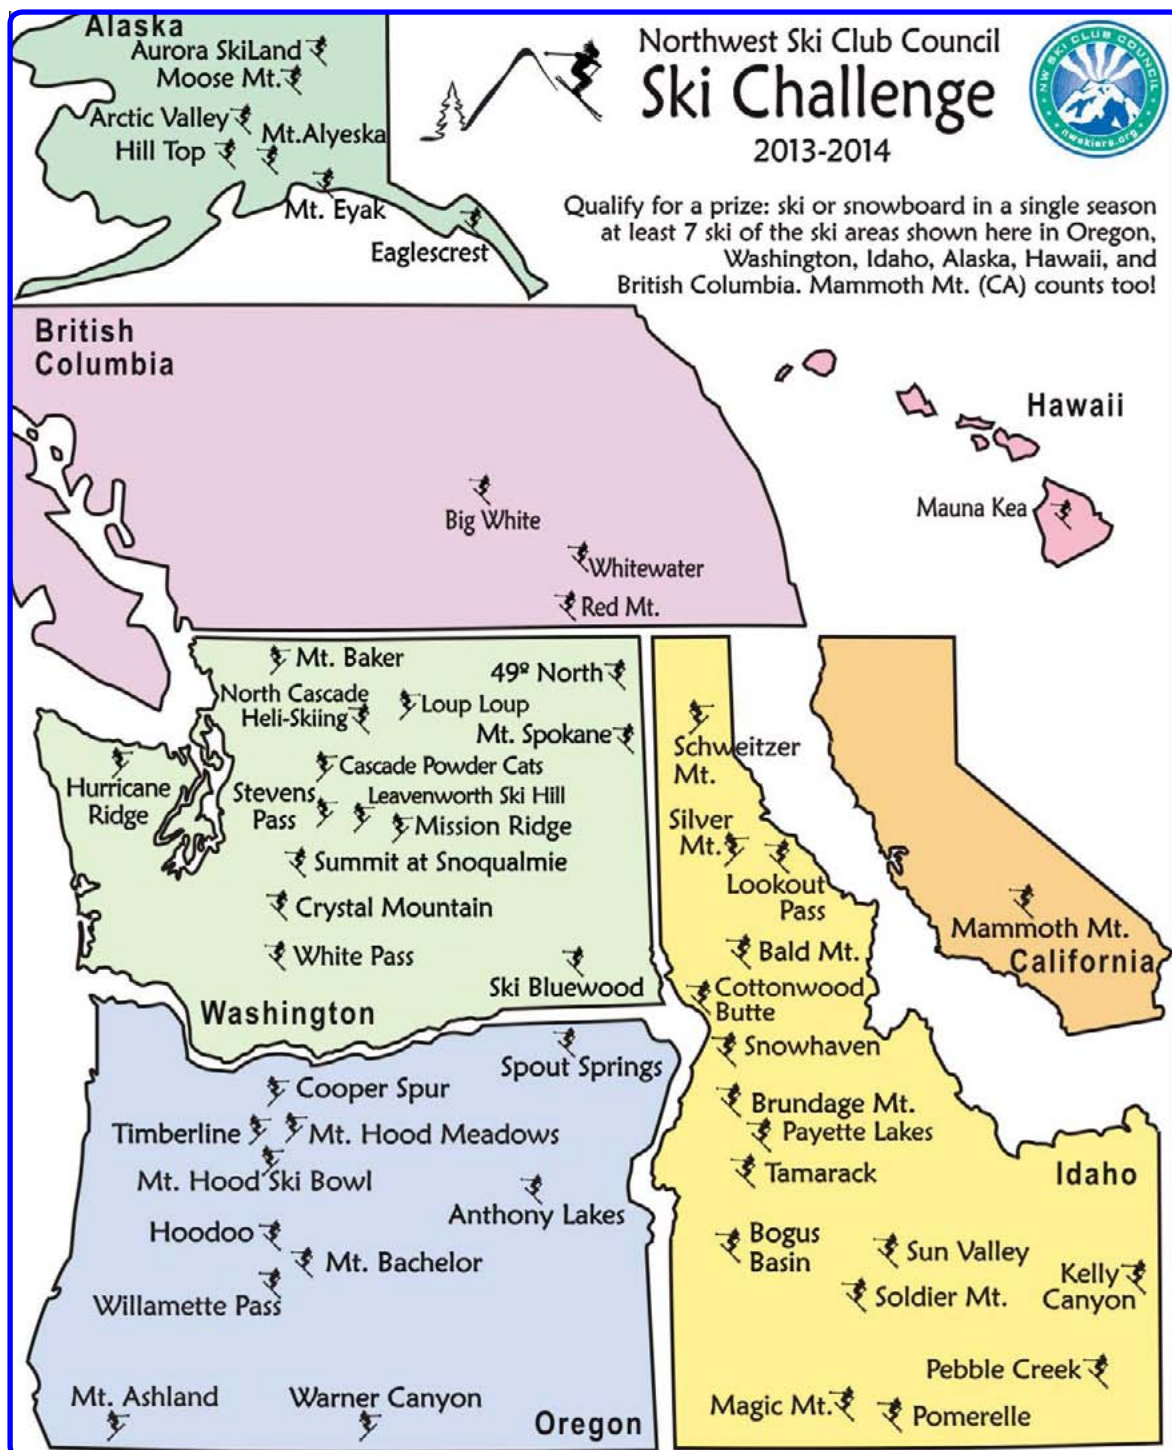 Alaska
Aurora SkiLand
Moose Mt.
Arctic Valley
Mt.Alyeska
Hill Top
Mt. Eyak
Eaglescrest
Northwest Ski Club Council
Ski Challenge
2013-2014
NW SKI CLUB COUNCIL
nwskiers.org
Qualify for a prize: ski or snowboard in a single season
at least 7 ski of the ski areas shown here in Oregon,
Washington, Idaho, Alaska, Hawaii, and
British Columbia. Mammoth Mt. (CA) counts too!
British
Columbia
Big White
Whitewater
Red Mt.
Hawaii
Mauna Kea
Mt. Baker
49º North
North Cascade
Heli-Skiing
Loup Loup
Mt. Spokane
Hurricane
Ridge
Cascade Powder Cats
Stevens
Pass
Leavenworth Ski Hill
Mission Ridge
Summit at Snoqualmie
Crystal Mountain
White Pass
Ski Bluewood
Washington
Schweitzer
Mt.
Silver
Mt.
Lookout
Pass
Bald Mt.
Cottonwood
Butte
Snowhaven
Brundage Mt.
Payette Lakes
Tamarack
Idaho
Bogus
Basin
Sun Valley
Soldier Mt.
Kelly
Canyon
Pebble Creek
Magic Mt.
Pomerelle
Mammoth Mt.
California
Spout Springs
Cooper Spur
Timberline
Mt. Hood Meadows
Mt. Hood Ski Bowl
Anthony Lakes
Hoodoo
Mt. Bachelor
Willamette Pass
Mt. Ashland
Warner Canyon
Oregon